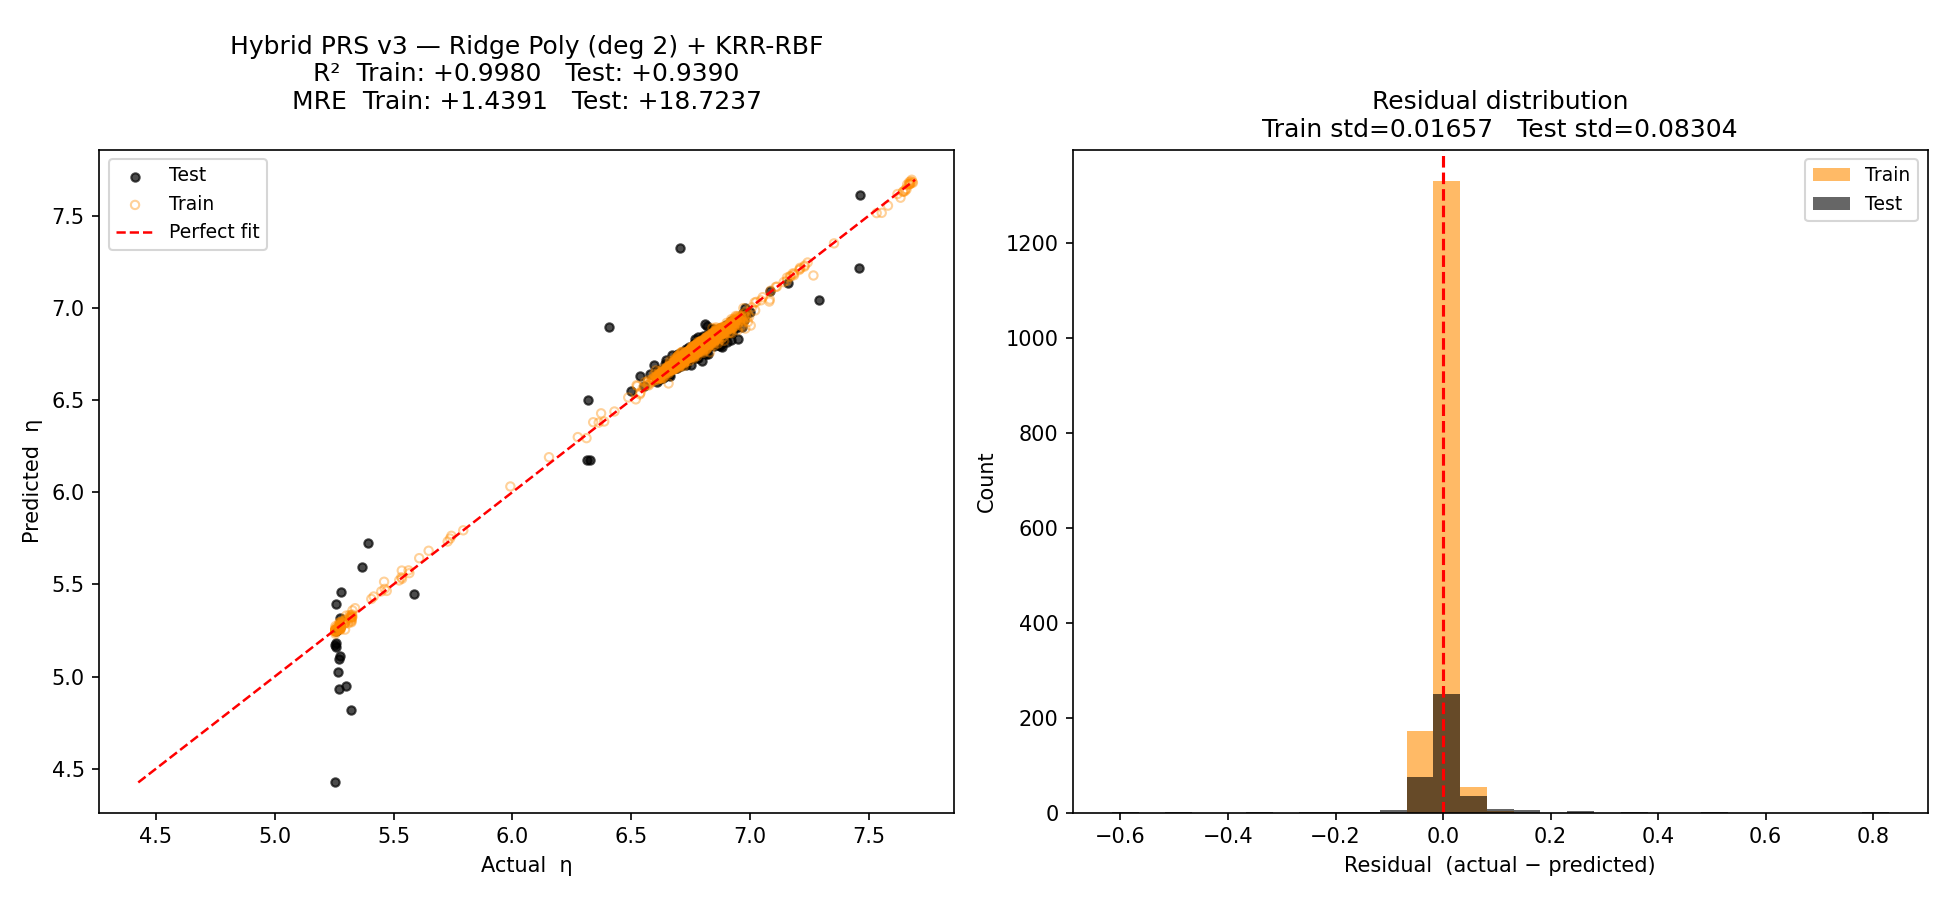 Hybrid PRS v3 — Ridge Poly (deg 2) + KRR-RBF
R²  Train: +0.9980   Test: +0.9390
MRE  Train: +1.4391   Test: +18.7237
Test
Train
Perfect fit
7.5
7.0
6.5
6.0
5.5
5.0
4.5
Predicted  η
4.5
5.0
5.5
6.0
6.5
7.0
7.5
Actual  η
Residual distribution
Train std=0.01657   Test std=0.08304
Train
Test
1200
1000
800
600
400
200
0
Count
−0.6
−0.4
−0.2
0.0
0.2
0.4
0.6
0.8
Residual  (actual − predicted)